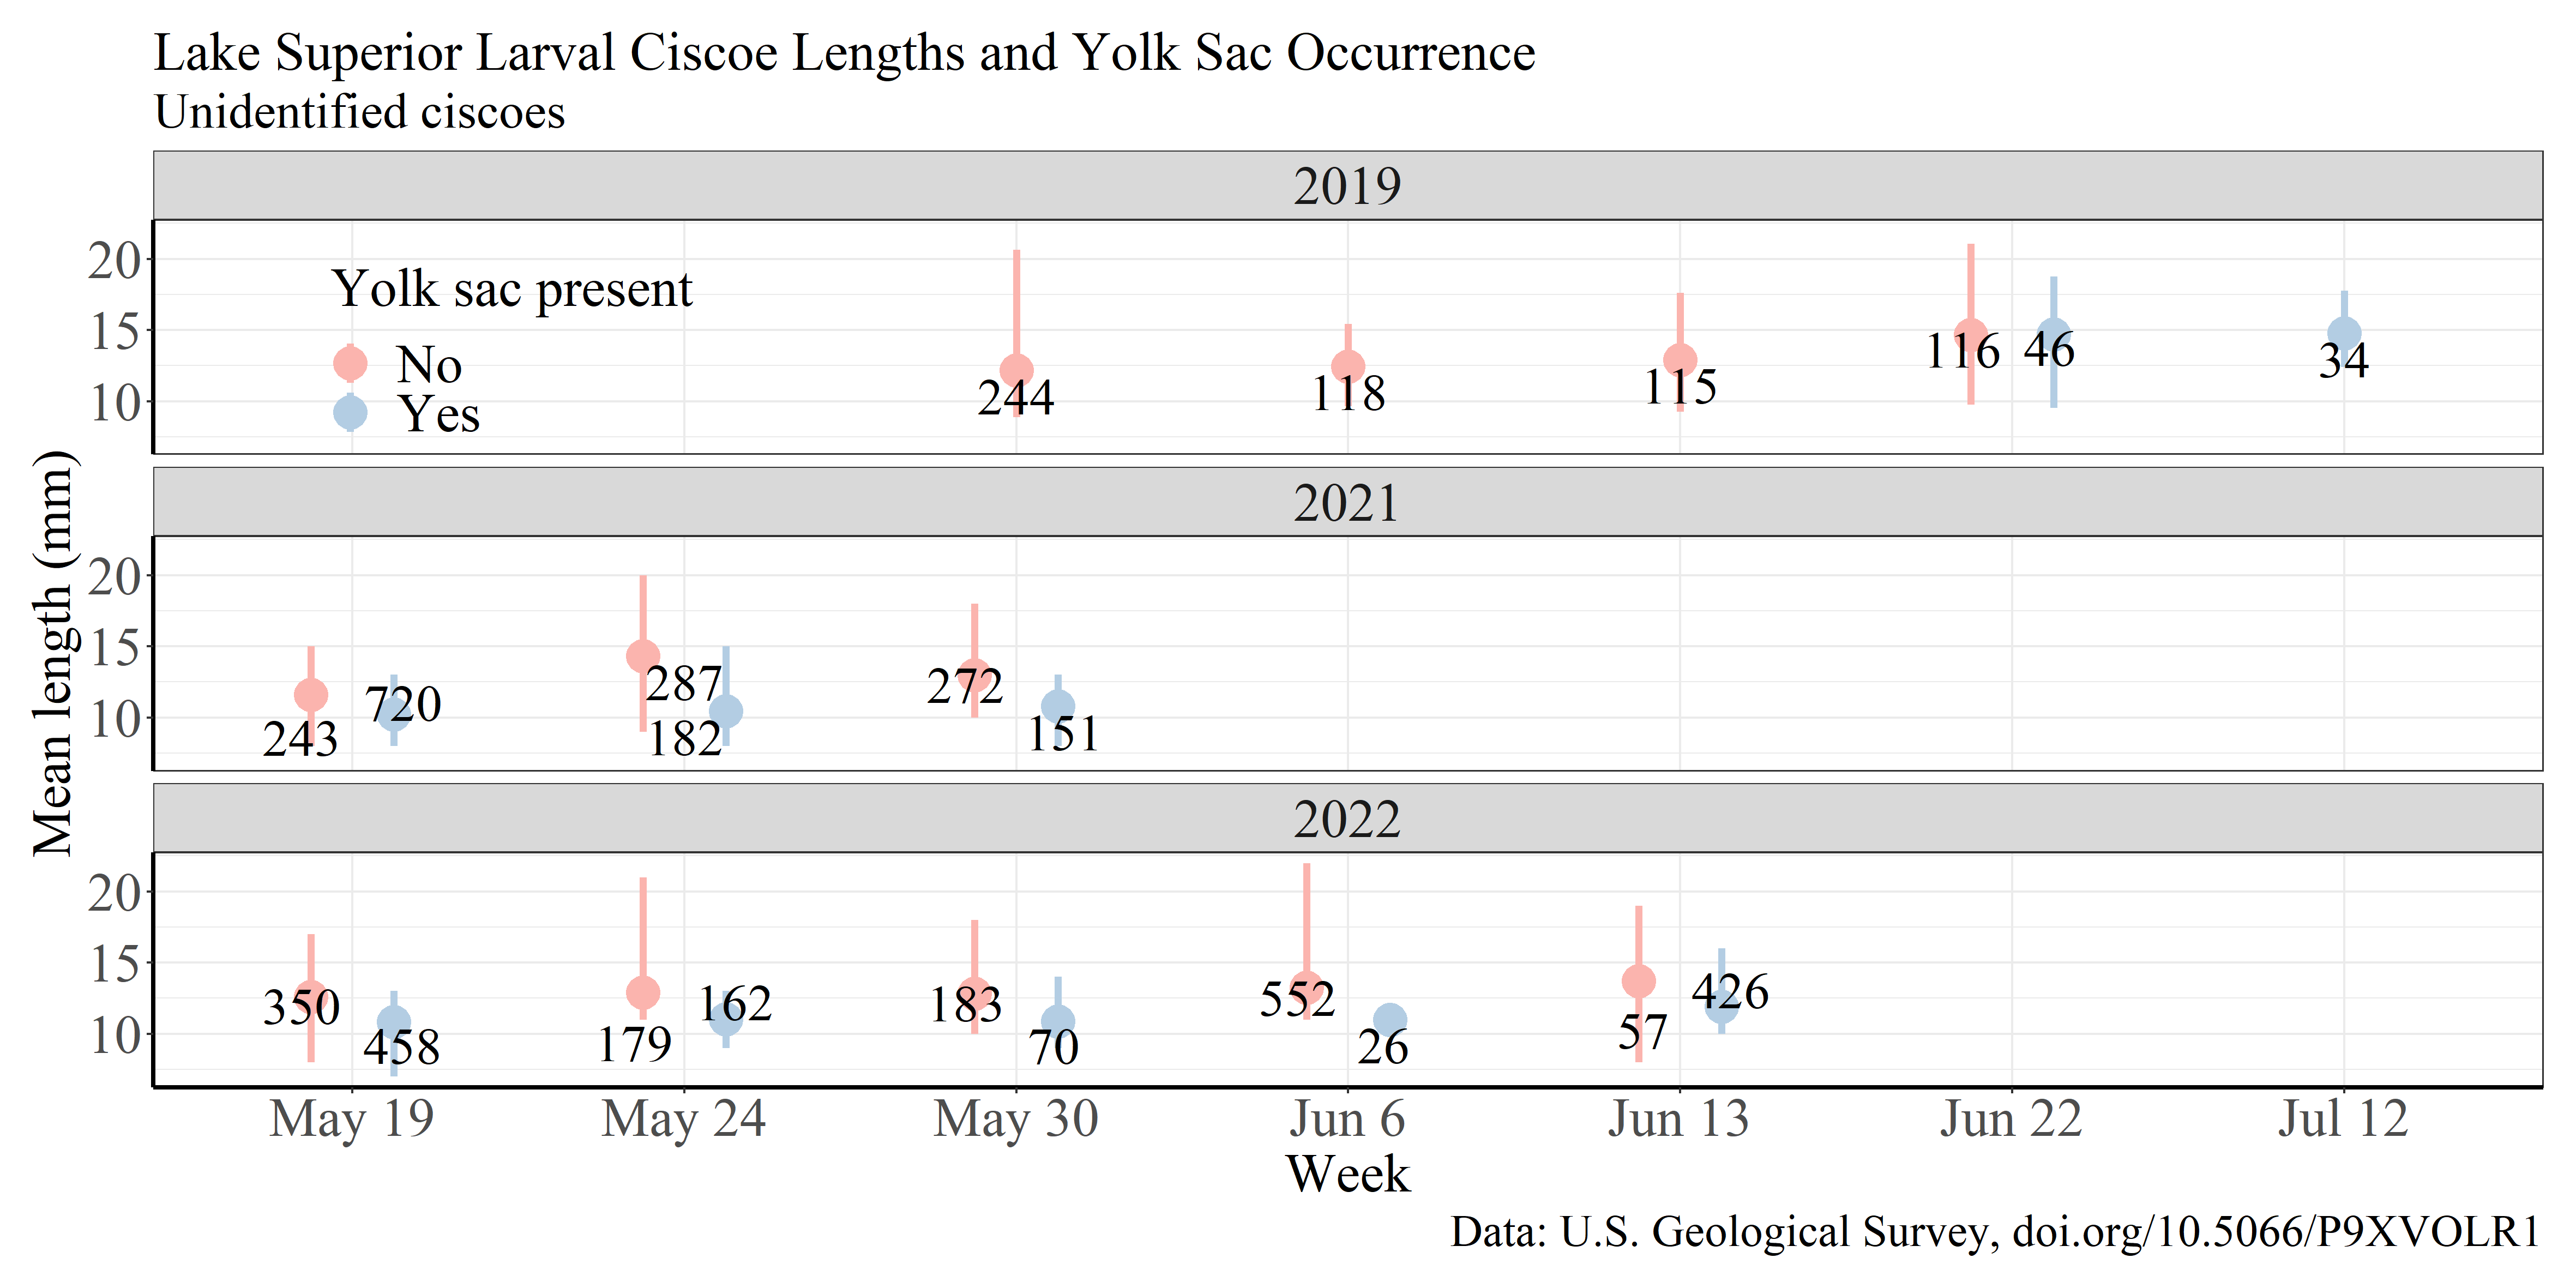 Lake Superior Larval Ciscoe Lengths and Yolk Sac Occurrence
Unidentified ciscoes
2019
20
15
10
Yolk sac present
No
Yes
244
118
115
116
46
34
2021
20
15
10
243
720
287
182
272
151
Mean length (mm)
2022
20
15
10
350
458
179
162
183
70
552
26
57
426
May 19
May 24
May 30
Jun 6
Jun 13
Jun 22
Jul 12
Week
Data: U.S. Geological Survey, doi.org/10.5066/P9XVOLR1